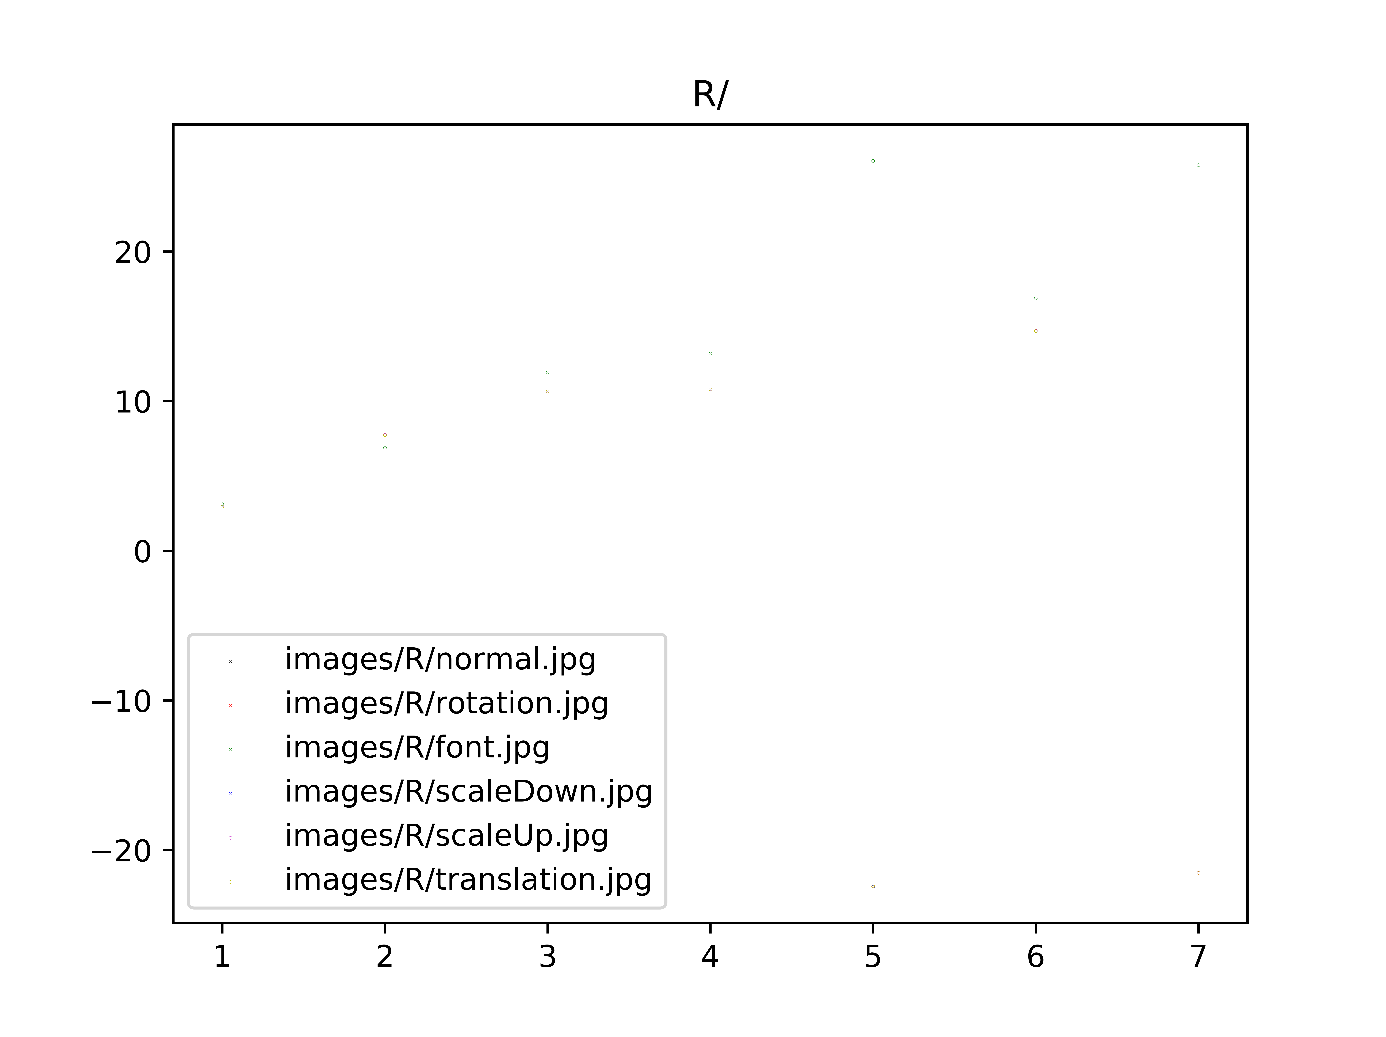 R/
20
10
0
−10
−20
images/R/normal.jpg
images/R/rotation.jpg
images/R/font.jpg
images/R/scaleDown.jpg
images/R/scaleUp.jpg
images/R/translation.jpg
1 2 3 4 5 6 7